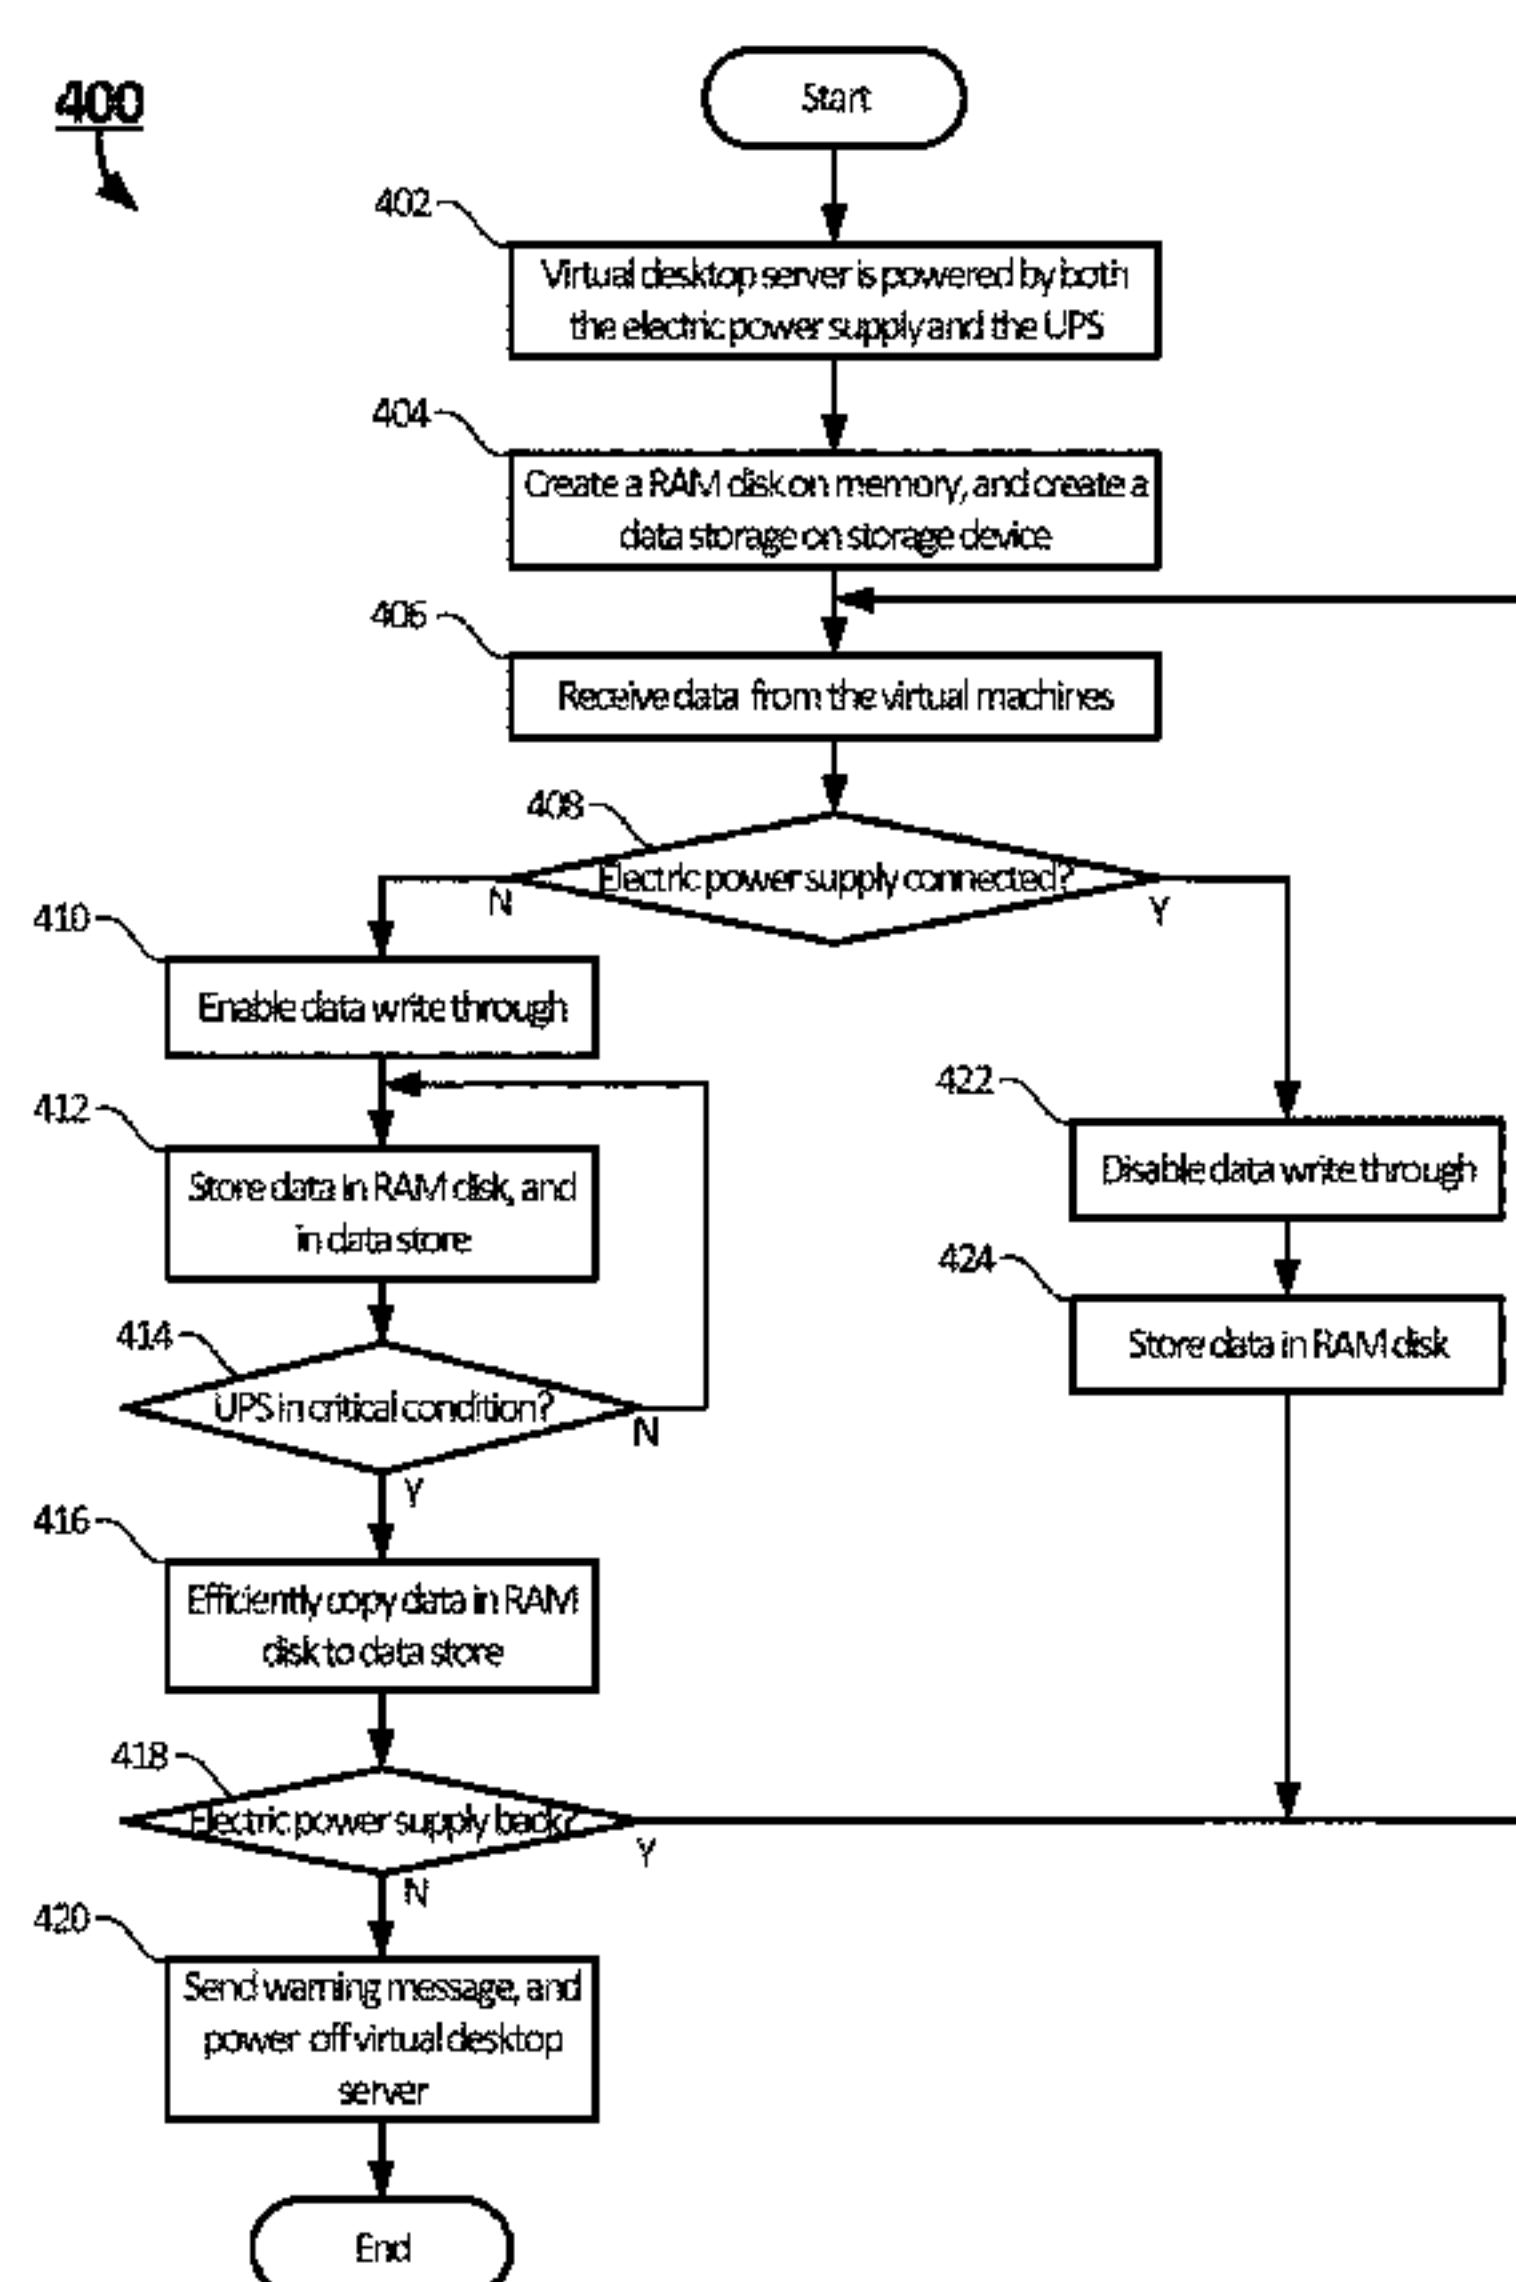 400
Start
402
Virtual desktop server is powered by both
the electric power supply and the UPS
404
Create a RAM disk on memory, and create a
data storage on storage device
406
Receive data from the virtual machines
408
Electric power supply connected?
N
Y
410
Enable data write through
412
Store data in RAM disk, and
in data store
414
UPS in critical condition?
N
Y
416
Efficiently copy data in RAM
disk to data store
418
Electric power supply back?
Y
N
420
Send warning message, and
power off virtual desktop
server
End
422
Disable data write through
424
Store data in RAM disk